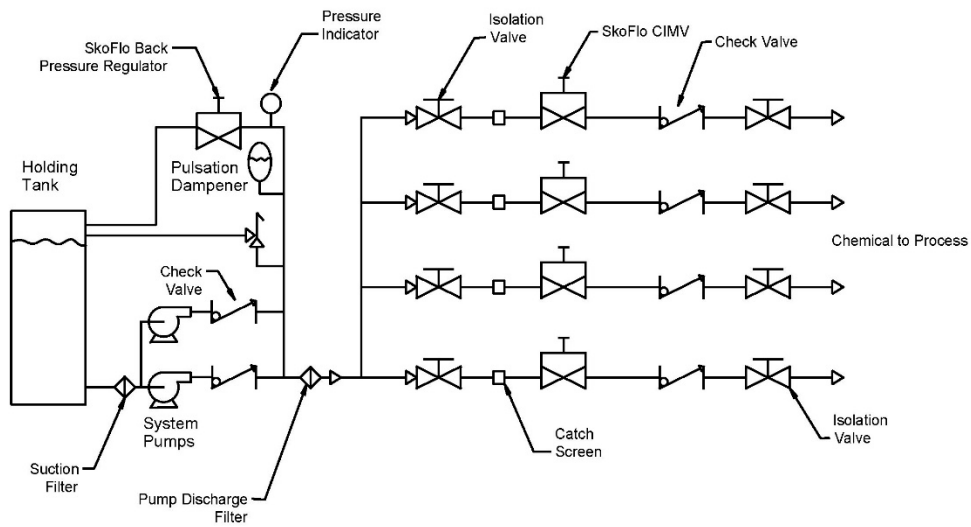 SkoFlo Back
Pressure Regulator
Pressure
Indicator
Isolation
Valve
SkoFlo CIMV
Check Valve
Holding
Tank
Pulsation
Dampener
Chemical to Process
Check
Valve
System
Pumps
Suction
Filter
Pump Discharge
Filter
Catch
Screen
Isolation
Valve